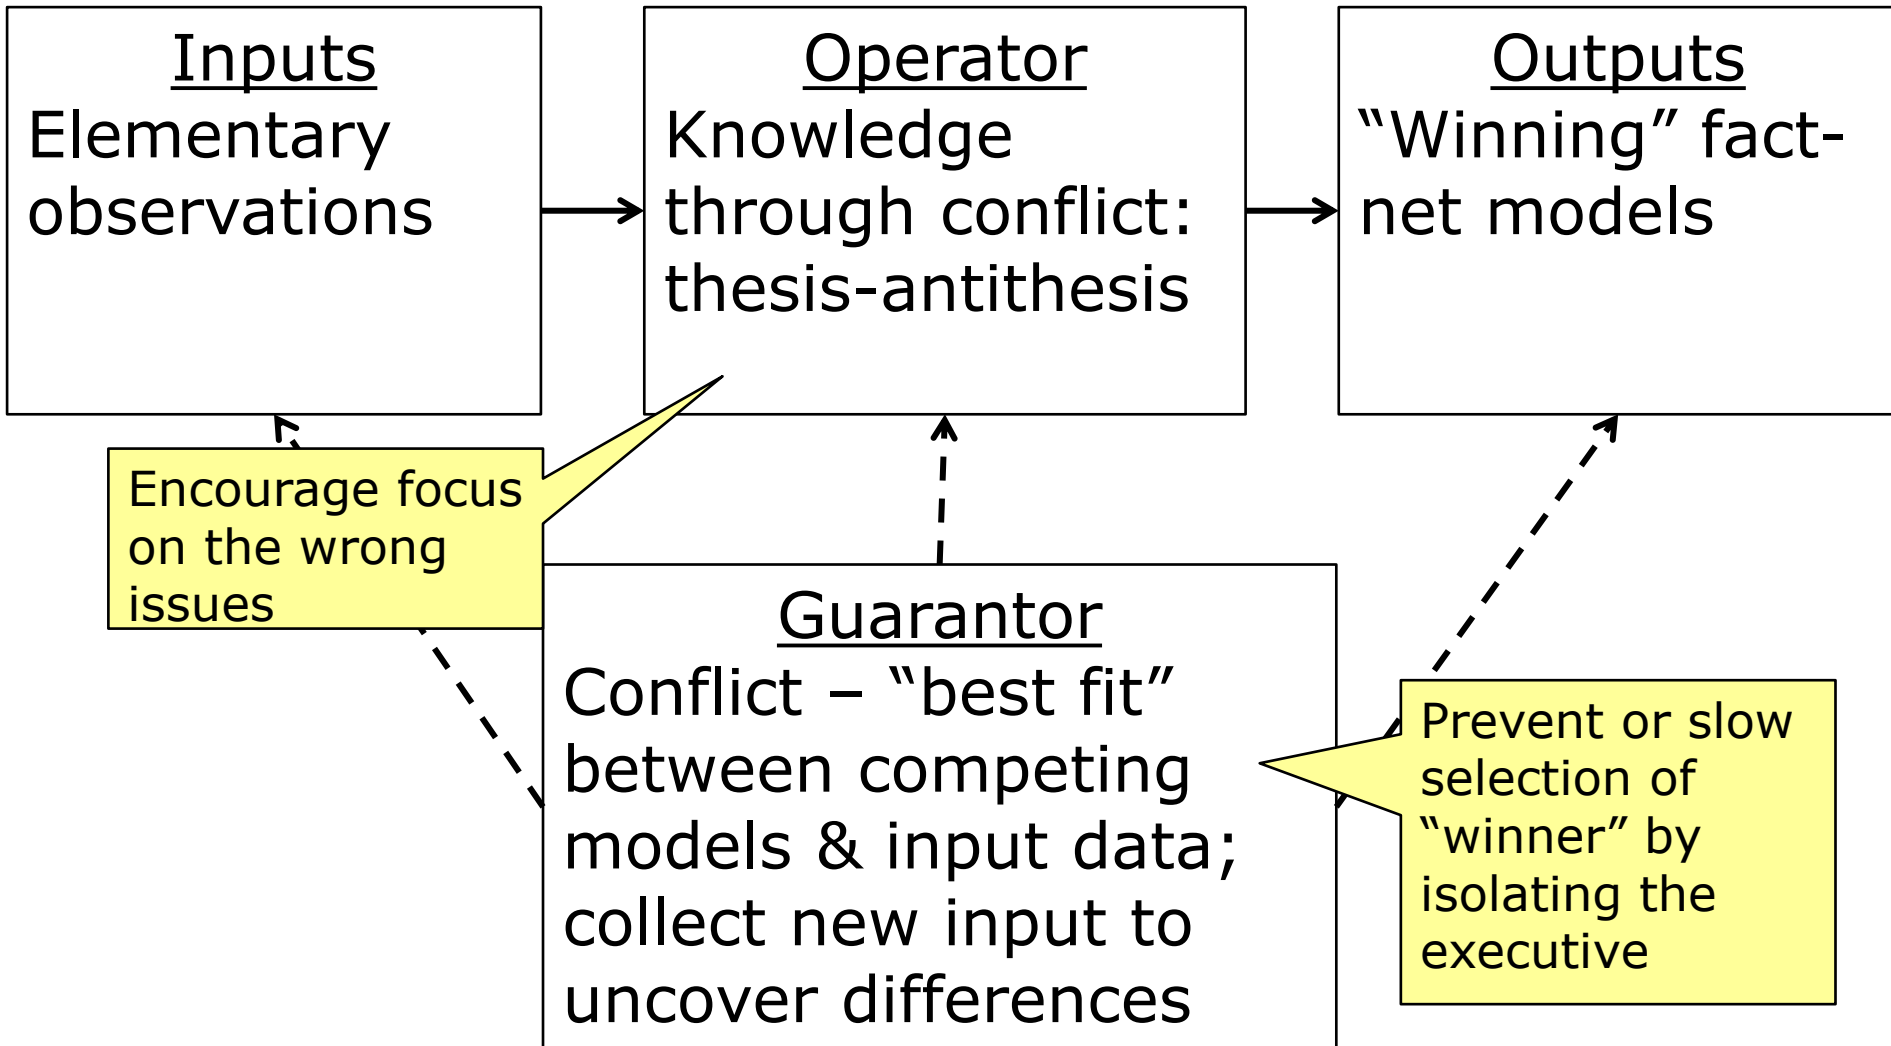 Inputs
Elementary
observations
Operator
Knowledge
through conflict:
thesis-antithesis
Outputs
“Winning” fact-
net models
Encourage focus
on the wrong
issues
Guarantor
Conflict – “best fit”
between competing
models & input data;
collect new input to
uncover differences
Prevent or slow
selection of
“winner” by
isolating the
executive